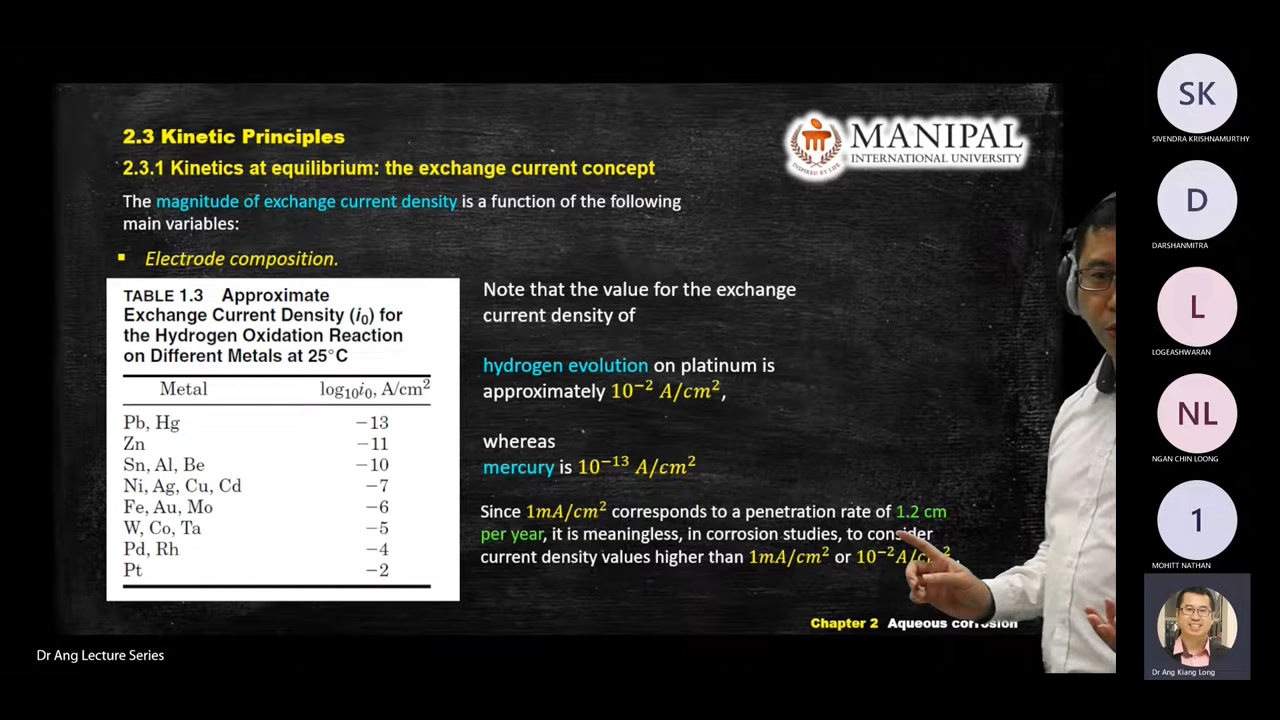 2.3 Kinetic Principles
2.3.1 Kinetics at equilibrium: the exchange current concept
The magnitude of exchange current density is a function of the following
main variables:
▪ Electrode composition.
MANIPAL
INTERNATIONAL UNIVERSITY
INSPIRED BY LIFE
TABLE 1.3 Approximate
Exchange Current Density (i₀) for
the Hydrogen Oxidation Reaction
on Different Metals at 25°C
Metal log₁₀i₀, A/cm²
Pb, Hg −13
Zn −11
Sn, Al, Be −10
Ni, Ag, Cu, Cd −7
Fe, Au, Mo −6
W, Co, Ta −5
Pd, Rh −4
Pt −2
Note that the value for the exchange
current density of
hydrogen evolution on platinum is
approximately 10⁻² A/cm²,
whereas
mercury is 10⁻¹³ A/cm²
Since 1mA/cm² corresponds to a penetration rate of 1.2 cm
per year, it is meaningless, in corrosion studies, to consider
current density values higher than 1mA/cm² or 10⁻²A/cm².
Chapter 2 Aqueous corrosion
Dr Ang Lecture Series
SK
SIVENDRA KRISHNAMURTHY
D
DARSHANMITRA
L
LOGEASHWARAN
NL
NGAN CHIN LOONG
1
MOHITT NATHAN
Dr Ang Kiang Long